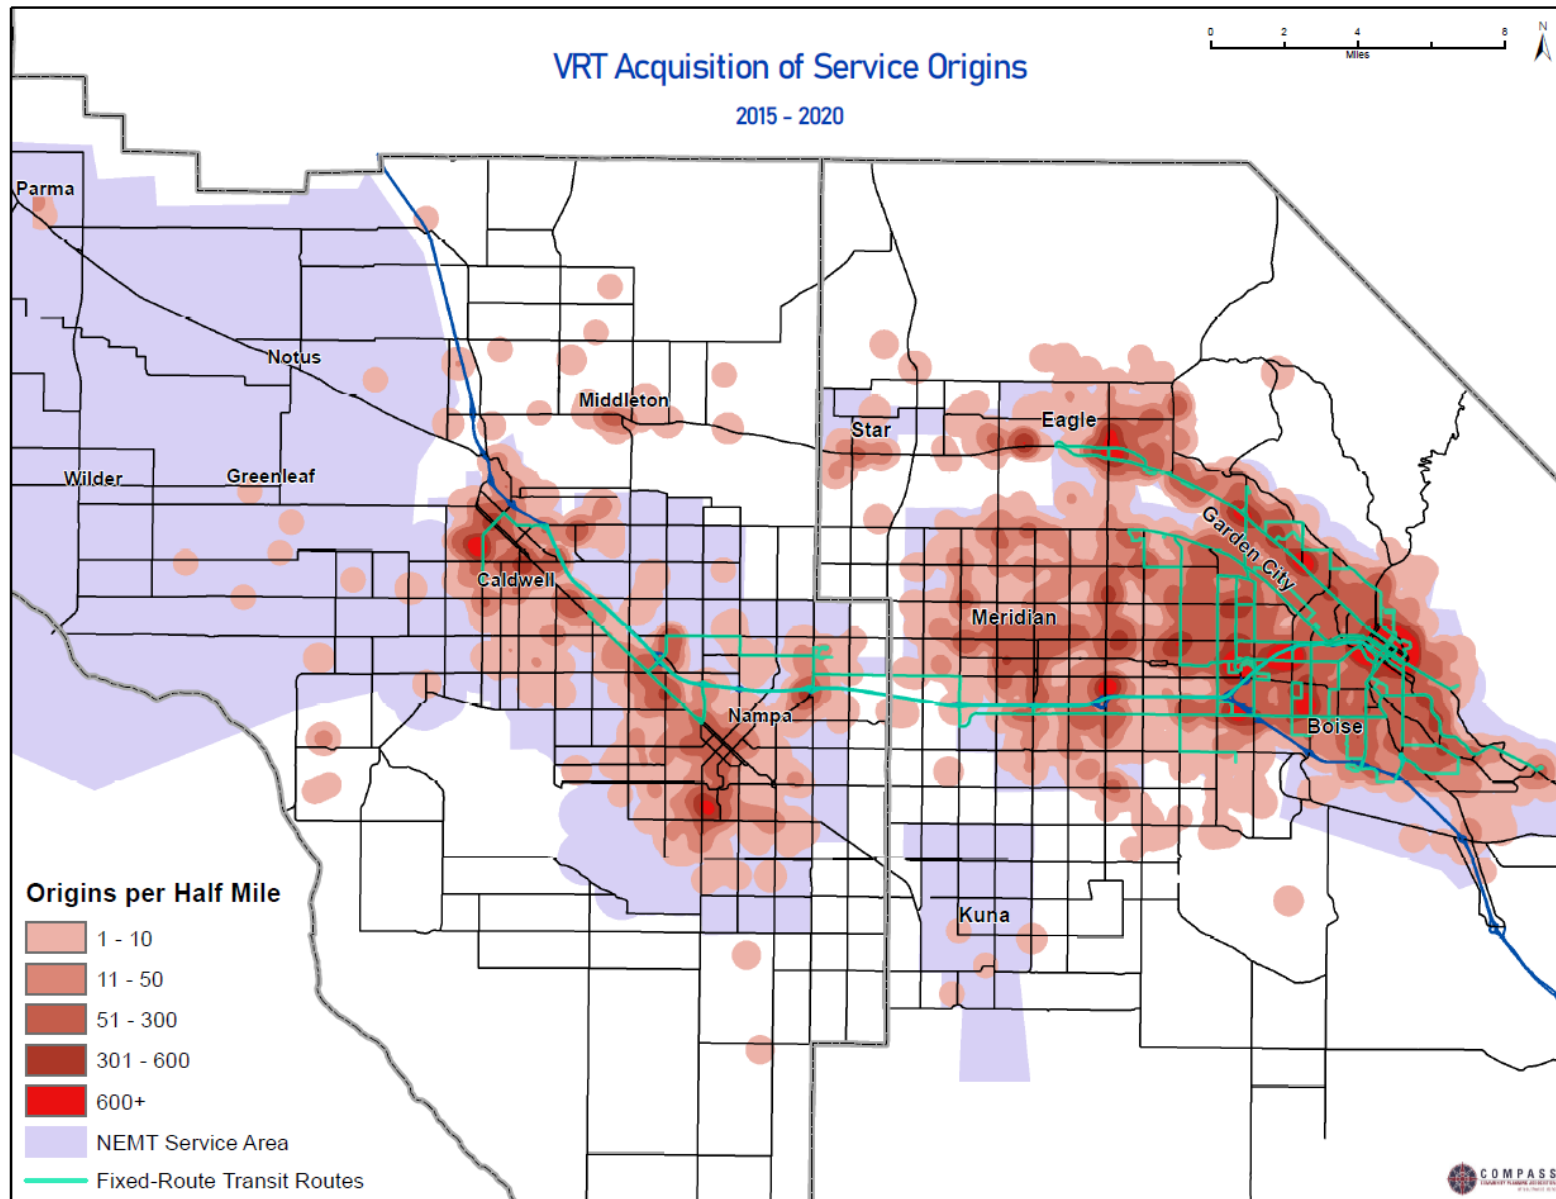 0 2 4 8
Miles
N
VRT Acquisition of Service Origins
2015 - 2020
Parma
Notus
Middleton
Star
Eagle
Wilder
Greenleaf
Garden City
Caldwell
Meridian
Nampa
Boise
Kuna
Origins per Half Mile
1 - 10
11 - 50
51 - 300
301 - 600
600+
NEMT Service Area
Fixed-Route Transit Routes
COMPASS